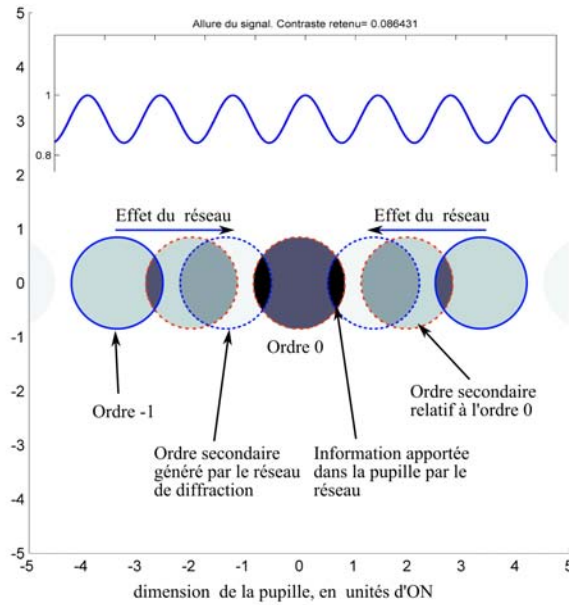 Allure du signal. Contraste retenu= 0.086431
5
4
3
2
1
0
-1
-2
-3
-4
-5
1
0.8
Effet du réseau
Effet du réseau
Ordre 0
Ordre -1
Ordre secondaire
relatif à l'ordre 0
Ordre secondaire
généré par le réseau
de diffraction
Information apportée
dans la pupille par le
réseau
-5 -4 -3 -2 -1 0 1 2 3 4 5
dimension de la pupille, en unités d'ON